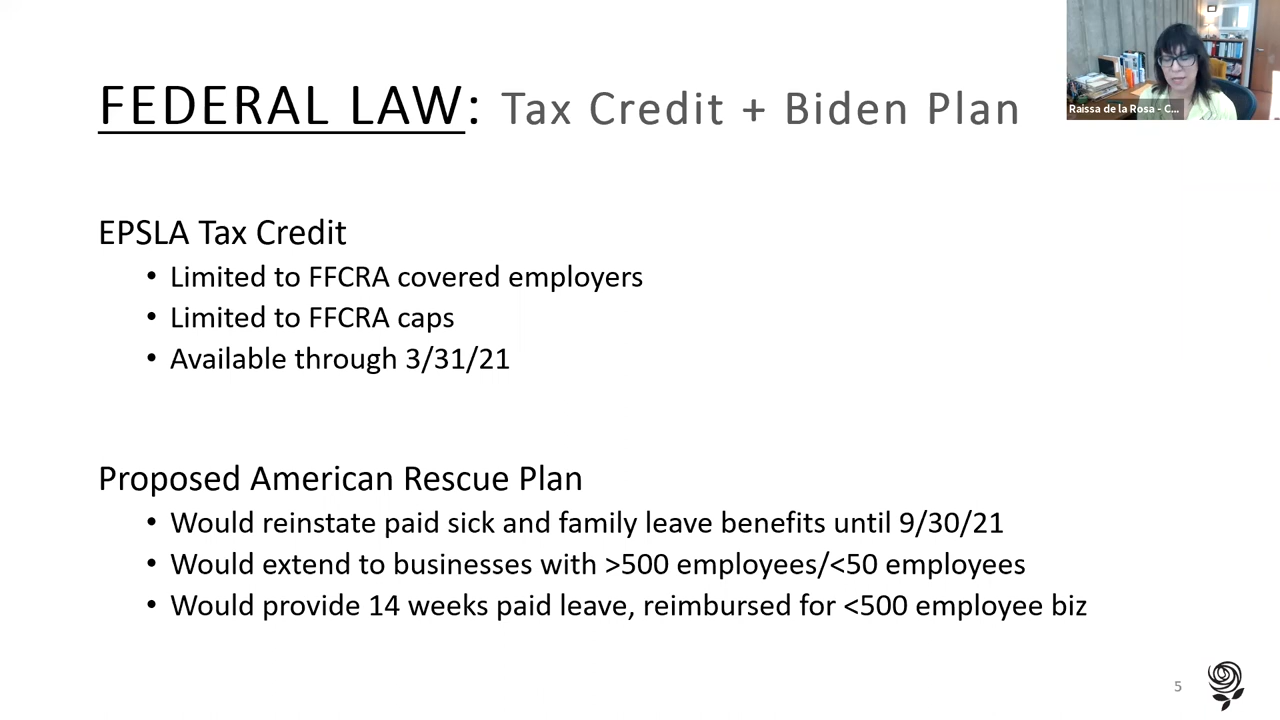 FEDERAL LAW: Tax Credit + Biden Plan
Raissa de la Rosa - C...
EPSLA Tax Credit
• Limited to FFCRA covered employers
• Limited to FFCRA caps
• Available through 3/31/21
Proposed American Rescue Plan
• Would reinstate paid sick and family leave benefits until 9/30/21
• Would extend to businesses with >500 employees/<50 employees
• Would provide 14 weeks paid leave, reimbursed for <500 employee biz
5